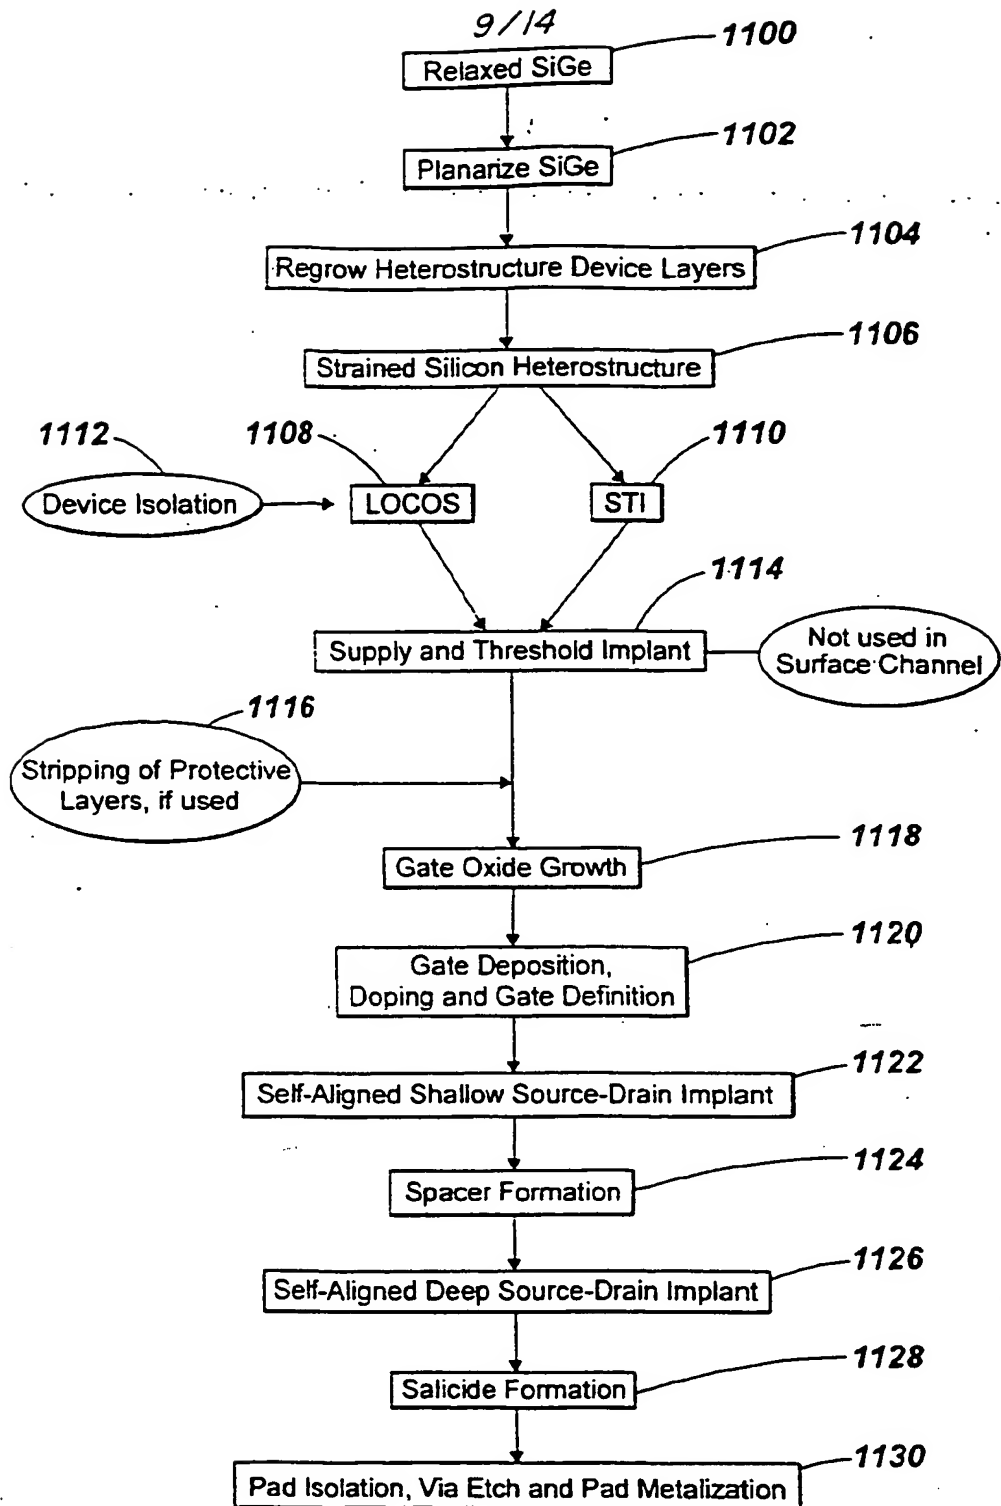 9/14
1100
Relaxed SiGe
1102
Planarize SiGe
1104
Regrow Heterostructure Device Layers
1106
Strained Silicon Heterostructure
1112
1108
1110
Device Isolation
LOCOS
STI
1114
Supply and Threshold Implant
Not used in
Surface Channel
1116
Stripping of Protective
Layers, if used
1118
Gate Oxide Growth
1120
Gate Deposition,
Doping and Gate Definition
1122
Self-Aligned Shallow Source-Drain Implant
1124
Spacer Formation
1126
Self-Aligned Deep Source-Drain Implant
1128
Salicide Formation
1130
Pad Isolation, Via Etch and Pad Metalization